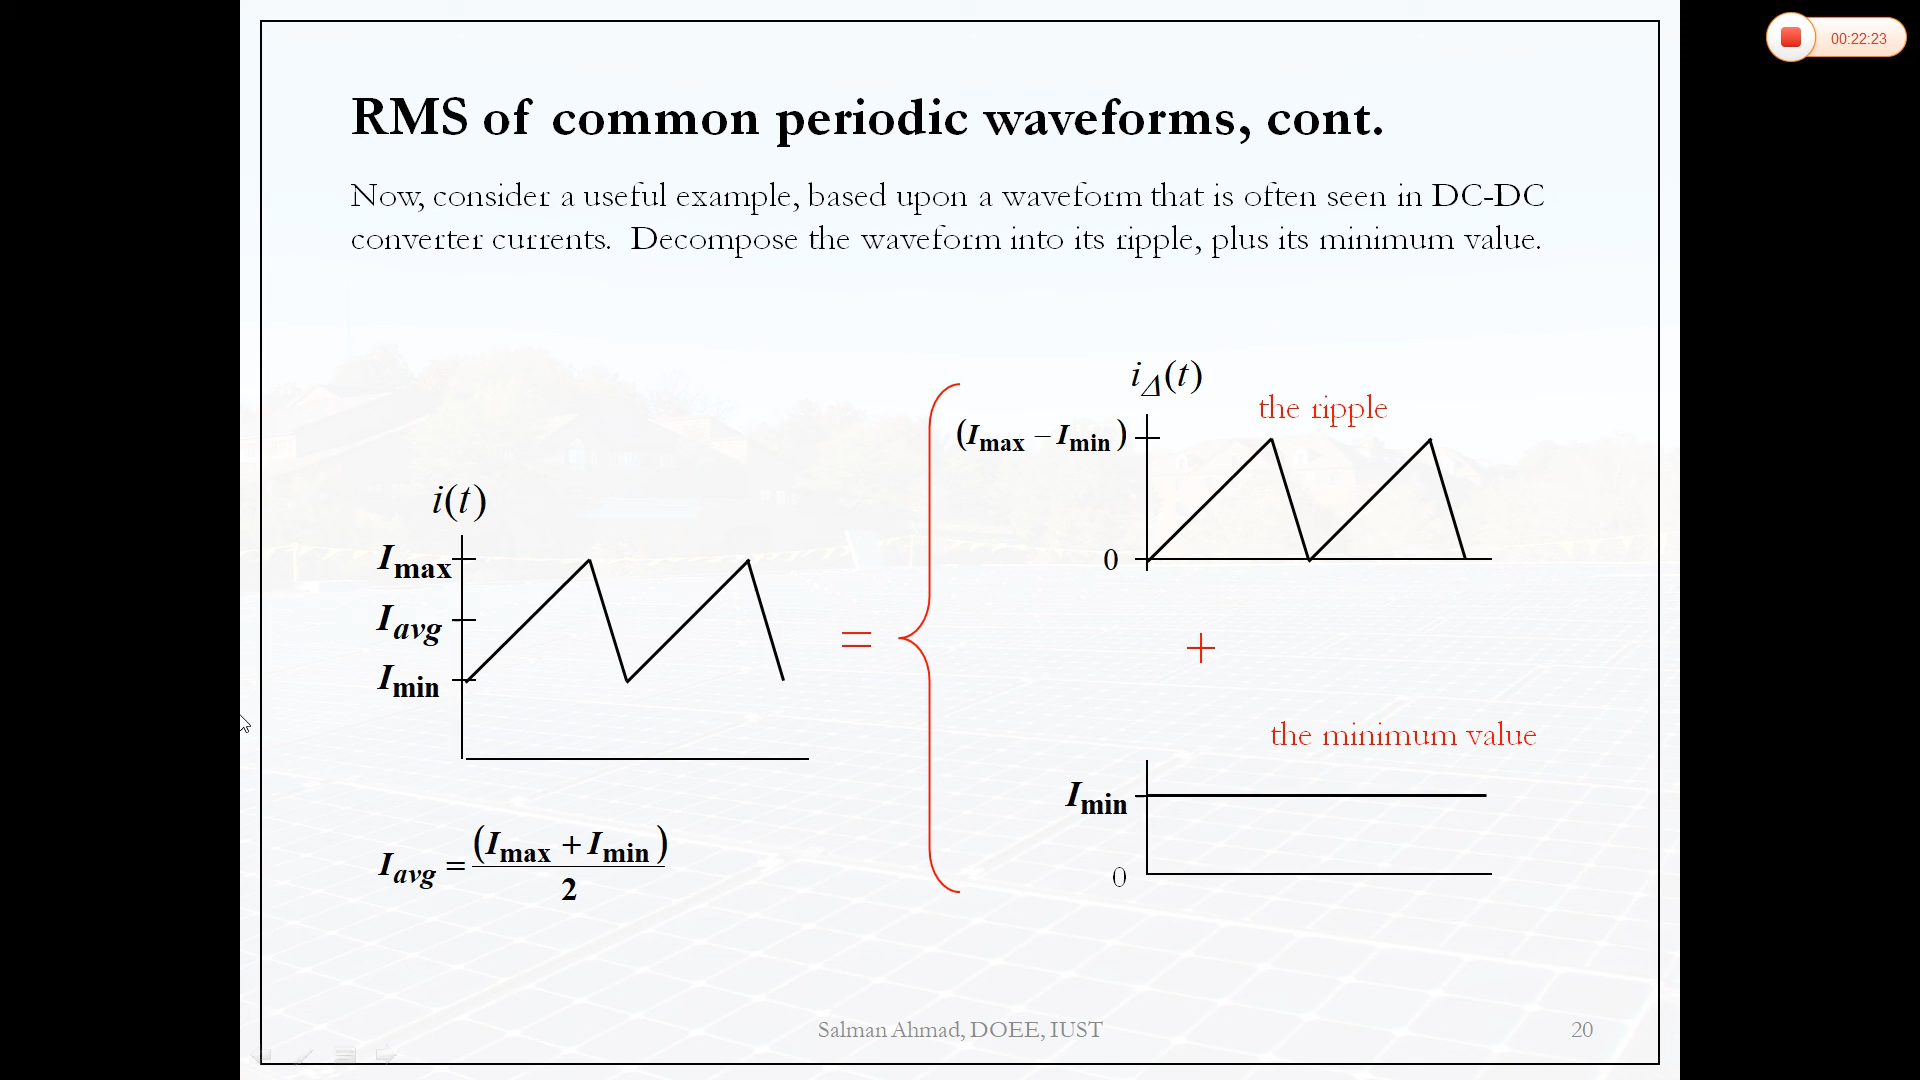 00:22:23
RMS of common periodic waveforms, cont.
Now, consider a useful example, based upon a waveform that is often seen in DC-DC
converter currents. Decompose the waveform into its ripple, plus its minimum value.
i(t)
Imax
Iavg
Imin
Iavg = (Imax + Imin) / 2
=
iΔ(t)
the ripple
(Imax − Imin)
0
+
the minimum value
Imin
0
Salman Ahmad, DOEE, IUST
20